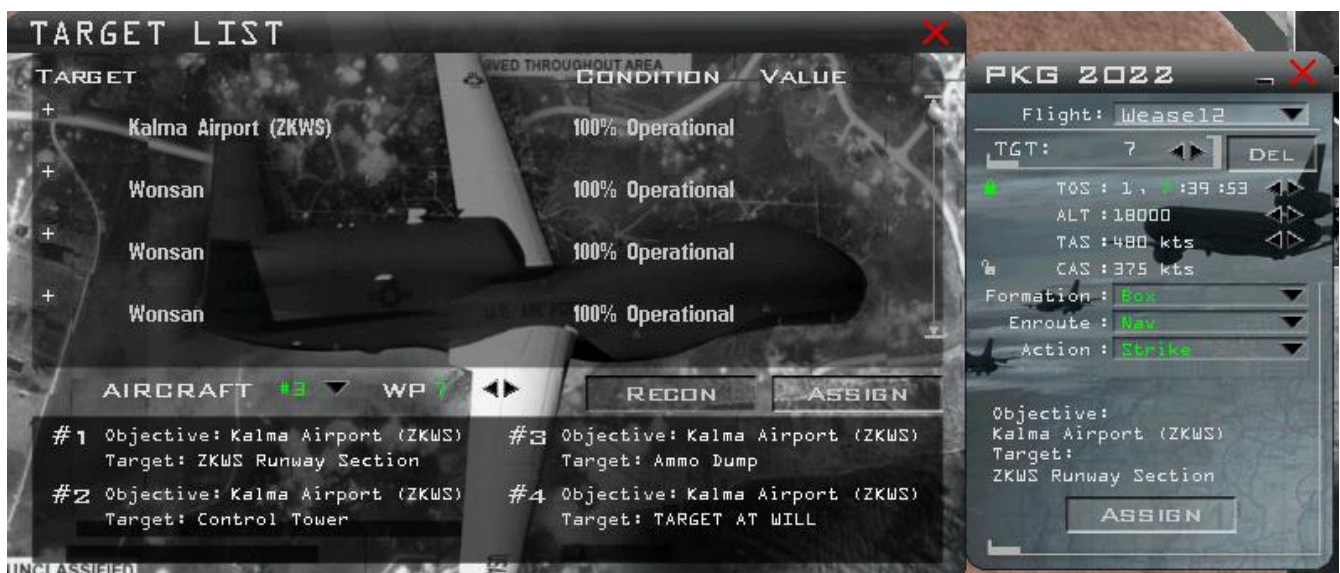 TARGET LIST
TARGET CONDITION VALUE
THROUGHOUT AREA
+ Kalma Airport (ZKWS) 100% Operational
+ Wonsan 100% Operational
+ Wonsan 100% Operational
+ Wonsan 100% Operational
AIRCRAFT #3 WP 7 RECON ASSIGN
#1 Objective: Kalma Airport (ZKWS)
Target: ZKWS Runway Section
#2 Objective: Kalma Airport (ZKWS)
Target: Control Tower
#3 Objective: Kalma Airport (ZKWS)
Target: Ammo Dump
#4 Objective: Kalma Airport (ZKWS)
Target: TARGET AT WILL
UNCLASSIFIED
PKG 2022
Flight: Weasel2
TGT: 7 DEL
TOS : 1, :39:53
ALT : 18000
TAS : 480 kts
CAS : 375 kts
Formation : Box
Enroute : Nav
Action : Strike
Objective:
Kalma Airport (ZKWS)
Target:
ZKWS Runway Section
ASSIGN